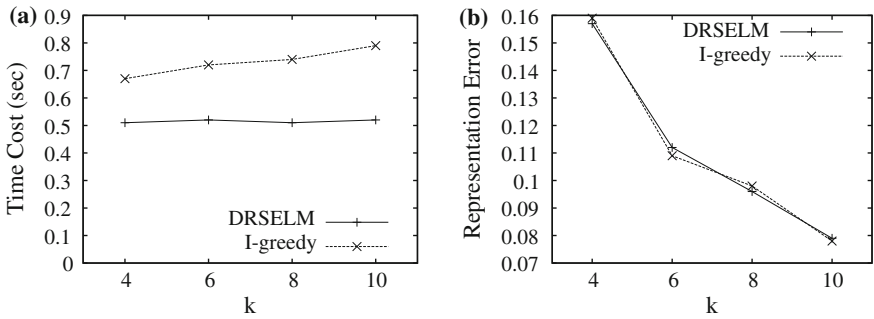 (a)
Time Cost (sec)
0.9
0.8
0.7
0.6
0.5
0.4
0.3
0.2
0.1
0
4 6 8 10
k
DRSELM
I-greedy
(b)
Representation Error
0.16
0.15
0.14
0.13
0.12
0.11
0.1
0.09
0.08
0.07
4 6 8 10
k
DRSELM
I-greedy